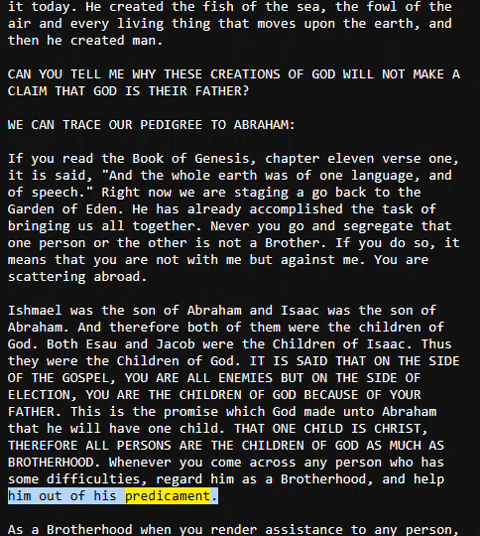 it today. He created the fish of the sea, the fowl of the
air and every living thing that moves upon the earth, and
then he created man.
CAN YOU TELL ME WHY THESE CREATIONS OF GOD WILL NOT MAKE A
CLAIM THAT GOD IS THEIR FATHER?
WE CAN TRACE OUR PEDIGREE TO ABRAHAM:
If you read the Book of Genesis, chapter eleven verse one,
it is said, "And the whole earth was of one language, and
of speech." Right now we are staging a go back to the
Garden of Eden. He has already accomplished the task of
bringing us all together. Never you go and segregate that
one person or the other is not a Brother. If you do so, it
means that you are not with me but against me. You are
scattering abroad.
Ishmael was the son of Abraham and Isaac was the son of
Abraham. And therefore both of them were the children of
God. Both Esau and Jacob were the Children of Isaac. Thus
they were the Children of God. IT IS SAID THAT ON THE SIDE
OF THE GOSPEL, YOU ARE ALL ENEMIES BUT ON THE SIDE OF
ELECTION, YOU ARE THE CHILDREN OF GOD BECAUSE OF YOUR
FATHER. This is the promise which God made unto Abraham
that he will have one child. THAT ONE CHILD IS CHRIST,
THEREFORE ALL PERSONS ARE THE CHILDREN OF GOD AS MUCH AS
BROTHERHOOD. Whenever you come across any person who has
some difficulties, regard him as a Brotherhood, and help
him out of his predicament.
As a Brotherhood when you render assistance to any person,